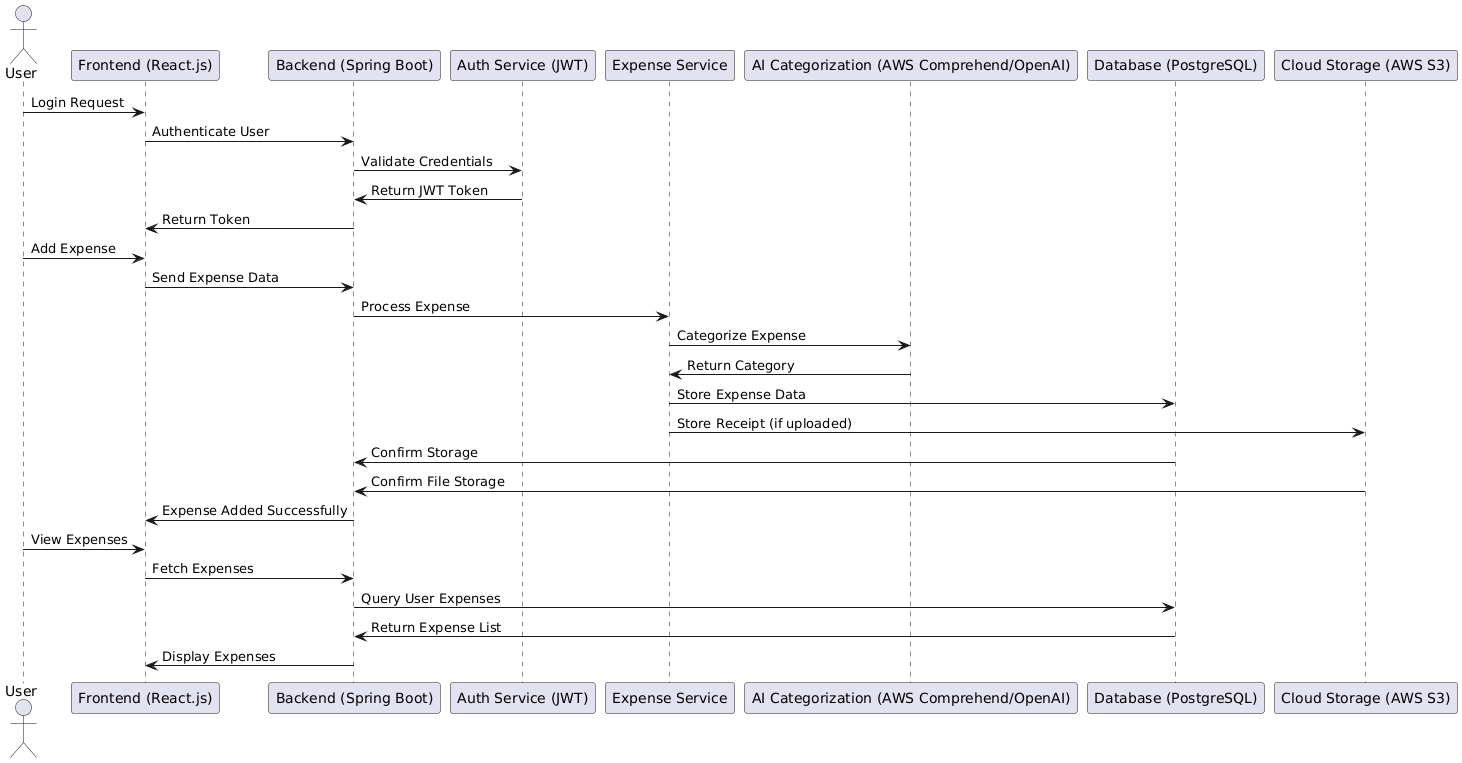 User
Frontend (React.js)
Backend (Spring Boot)
Auth Service (JWT)
Expense Service
AI Categorization (AWS Comprehend/OpenAI)
Database (PostgreSQL)
Cloud Storage (AWS S3)
Login Request
Authenticate User
Validate Credentials
Return JWT Token
Return Token
Add Expense
Send Expense Data
Process Expense
Categorize Expense
Return Category
Store Expense Data
Store Receipt (if uploaded)
Confirm Storage
Confirm File Storage
Expense Added Successfully
View Expenses
Fetch Expenses
Query User Expenses
Return Expense List
Display Expenses
User
Frontend (React.js)
Backend (Spring Boot)
Auth Service (JWT)
Expense Service
AI Categorization (AWS Comprehend/OpenAI)
Database (PostgreSQL)
Cloud Storage (AWS S3)